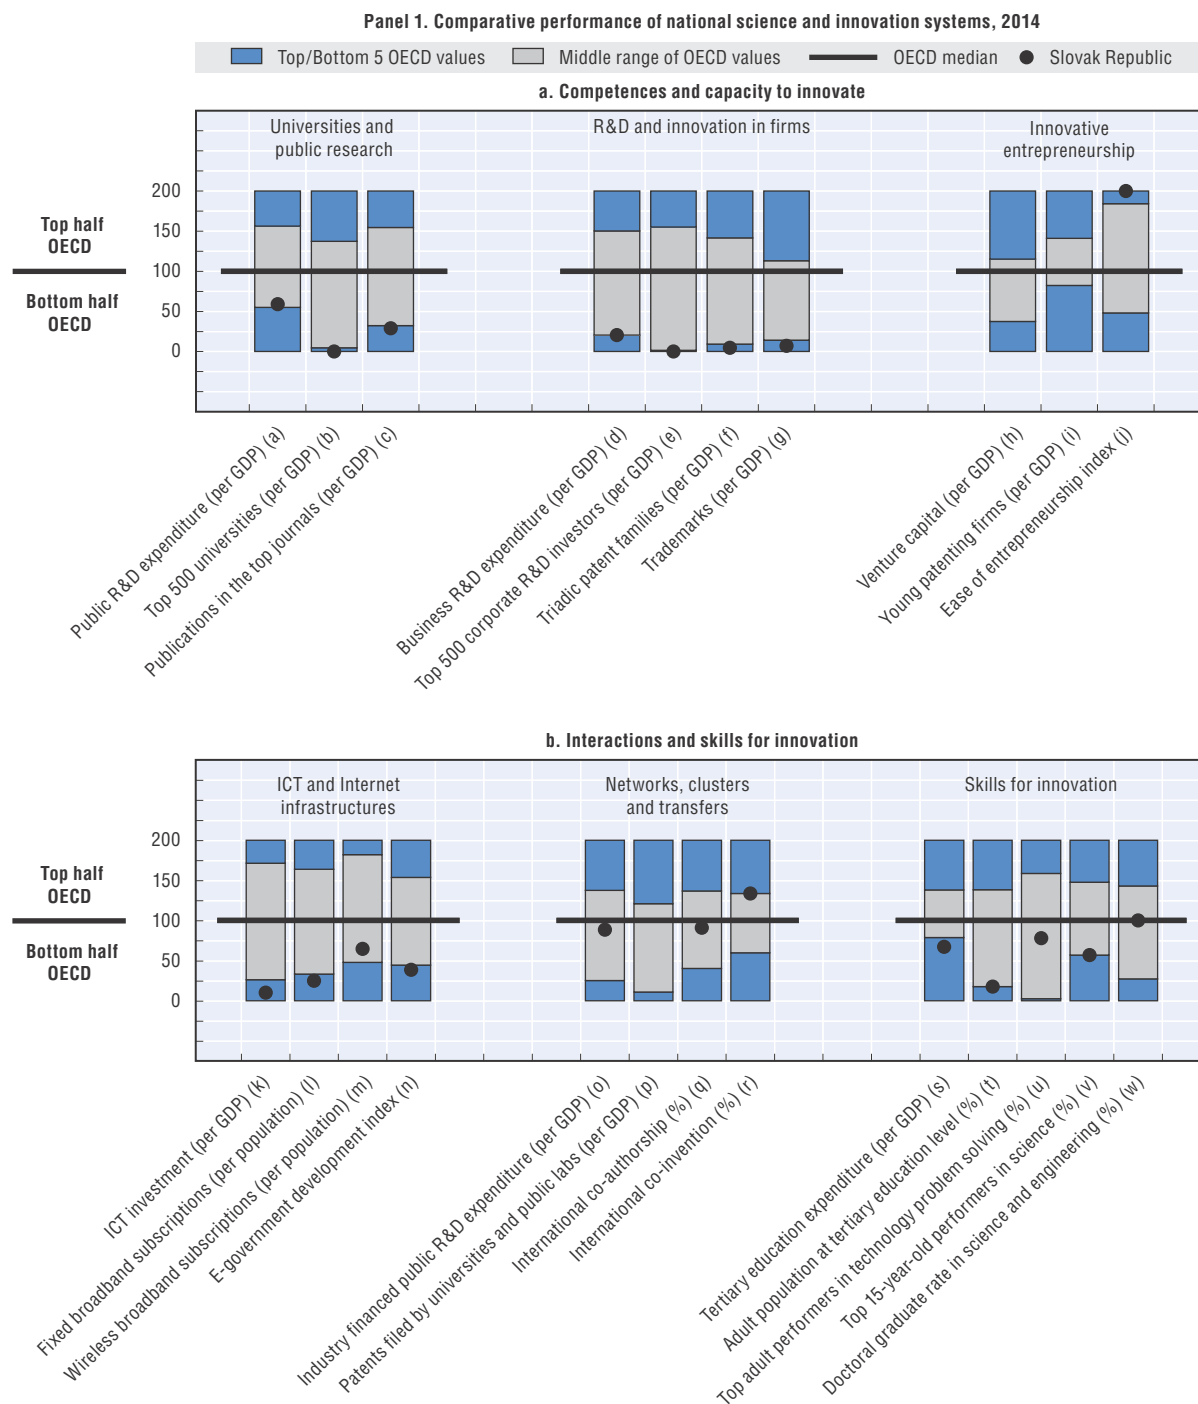 Panel 1. Comparative performance of national science and innovation systems, 2014
Top/Bottom 5 OECD values
Middle range of OECD values
OECD median
Slovak Republic
a. Competences and capacity to innovate
Universities and
public research
R&D and innovation in firms
Innovative
entrepreneurship
200
150
100
50
0
Top half
OECD
Bottom half
OECD
Public R&D expenditure (per GDP) (a)
Top 500 universities (per GDP) (b)
Publications in the top journals (per GDP) (c)
Business R&D expenditure (per GDP) (d)
Top 500 corporate R&D investors (per GDP) (e)
Triadic patent families (per GDP) (f)
Trademarks (per GDP) (g)
Venture capital (per GDP) (h)
Young patenting firms (per GDP) (i)
Ease of entrepreneurship index (j)
b. Interactions and skills for innovation
ICT and Internet
infrastructures
Networks, clusters
and transfers
Skills for innovation
200
150
100
50
0
Top half
OECD
Bottom half
OECD
ICT investment (per GDP) (k)
Fixed broadband subscriptions (per population) (l)
Wireless broadband subscriptions (per population) (m)
E-government development index (n)
Industry financed public R&D expenditure (per GDP) (o)
Patents filed by universities and public labs (per GDP) (p)
International co-authorship (%) (q)
International co-invention (%) (r)
Tertiary education expenditure (per GDP) (s)
Adult population at tertiary education level (%) (t)
Top adult performers in technology problem solving (%) (u)
Top 15-year-old performers in science (%) (v)
Doctoral graduate rate in science and engineering (%) (w)